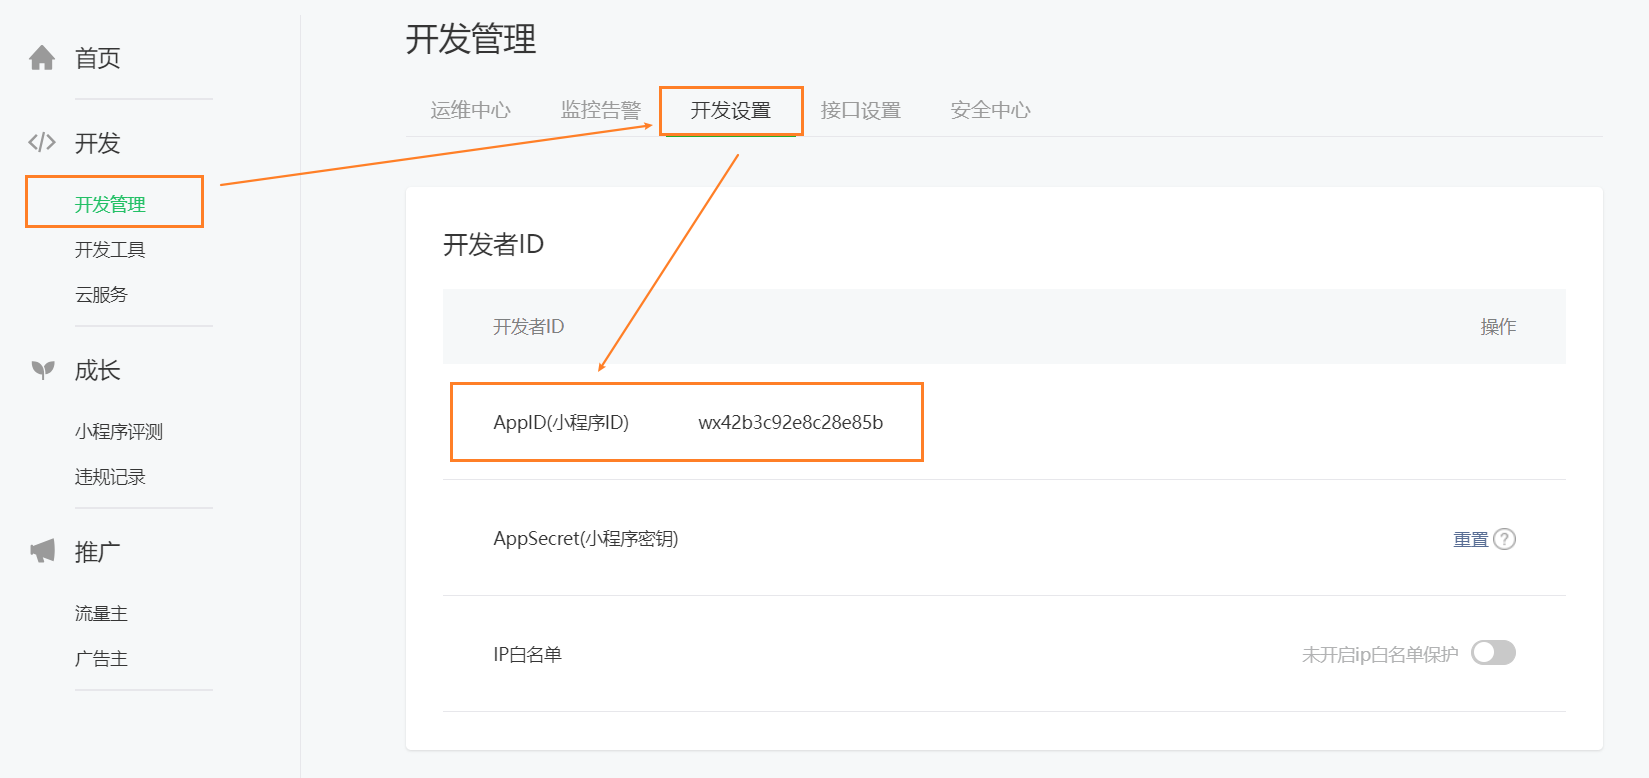 首页
开发
开发管理
开发工具
云服务
成长
小程序评测
违规记录
推广
流量主
广告主
开发管理
运维中心 监控告警 开发设置 接口设置 安全中心
开发者ID
开发者ID 操作
AppID(小程序ID) wx42b3c92e8c28e85b
AppSecret(小程序密钥) 重置 ?
IP白名单 未开启ip白名单保护